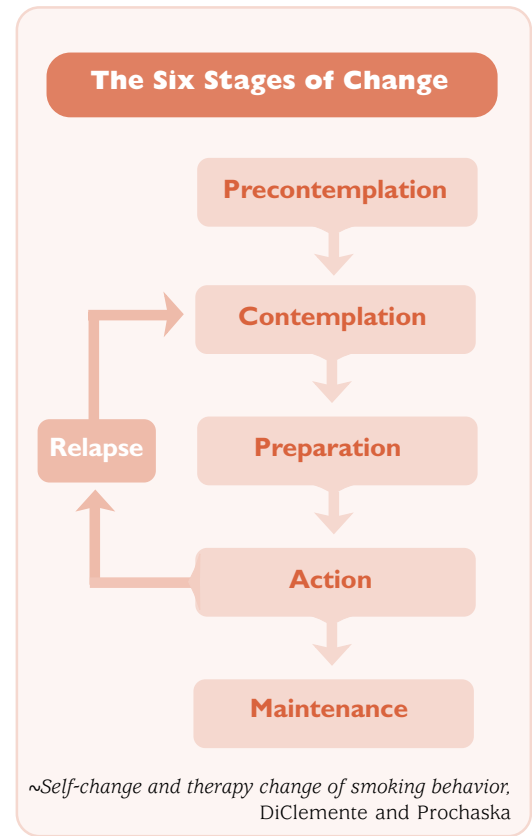 The Six Stages of Change
Precontemplation
Contemplation
Relapse
Preparation
Action
Maintenance
~Self-change and therapy change of smoking behavior,
DiClemente and Prochaska